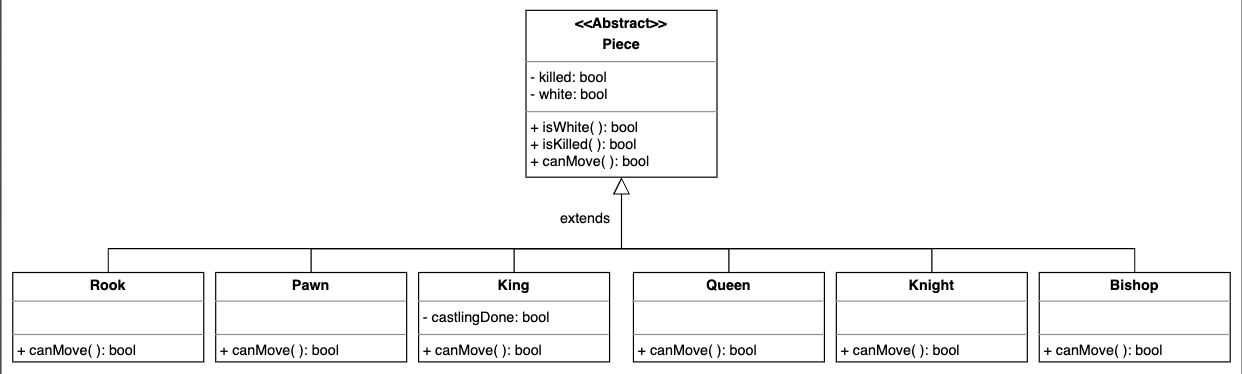 <<Abstract>>
Piece
- killed: bool
- white: bool
+ isWhite( ): bool
+ isKilled( ): bool
+ canMove( ): bool
extends
Rook
+ canMove( ): bool
Pawn
+ canMove( ): bool
King
- castlingDone: bool
+ canMove( ): bool
Queen
+ canMove( ): bool
Knight
+ canMove( ): bool
Bishop
+ canMove( ): bool